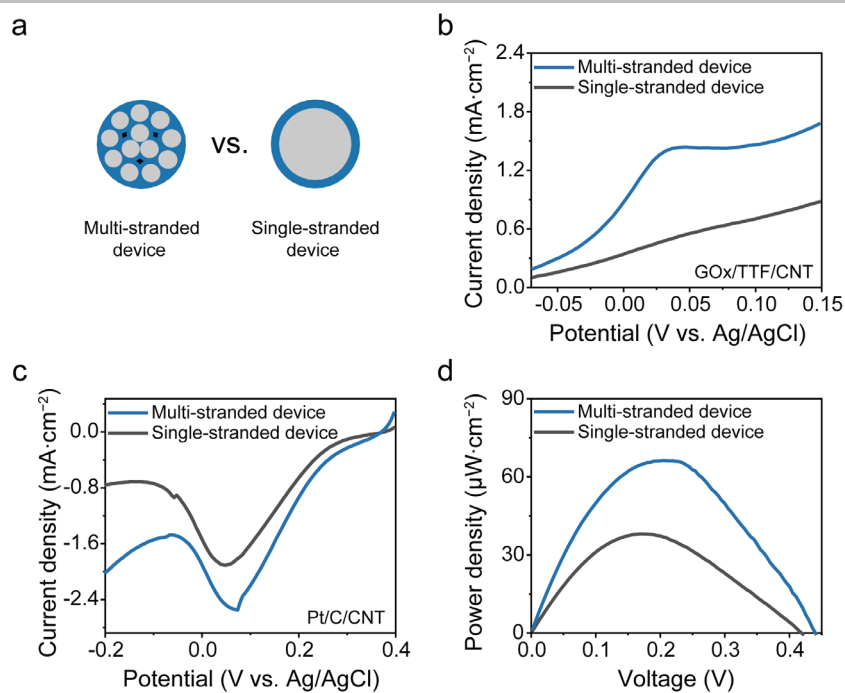 a
vs.
Multi-stranded
device
Single-stranded
device
b
Current density (mA·cm⁻²)
2.4
1.8
1.2
0.6
0.0
Multi-stranded device
Single-stranded device
GOx/TTF/CNT
-0.05 0.00 0.05 0.10 0.15
Potential (V vs. Ag/AgCl)
c
Current density (mA·cm⁻²)
0.0
-0.8
-1.6
-2.4
Multi-stranded device
Single-stranded device
Pt/C/CNT
-0.2 0.0 0.2 0.4
Potential (V vs. Ag/AgCl)
d
Power density (μW·cm⁻²)
90
60
30
0
Multi-stranded device
Single-stranded device
0.0 0.1 0.2 0.3 0.4
Voltage (V)